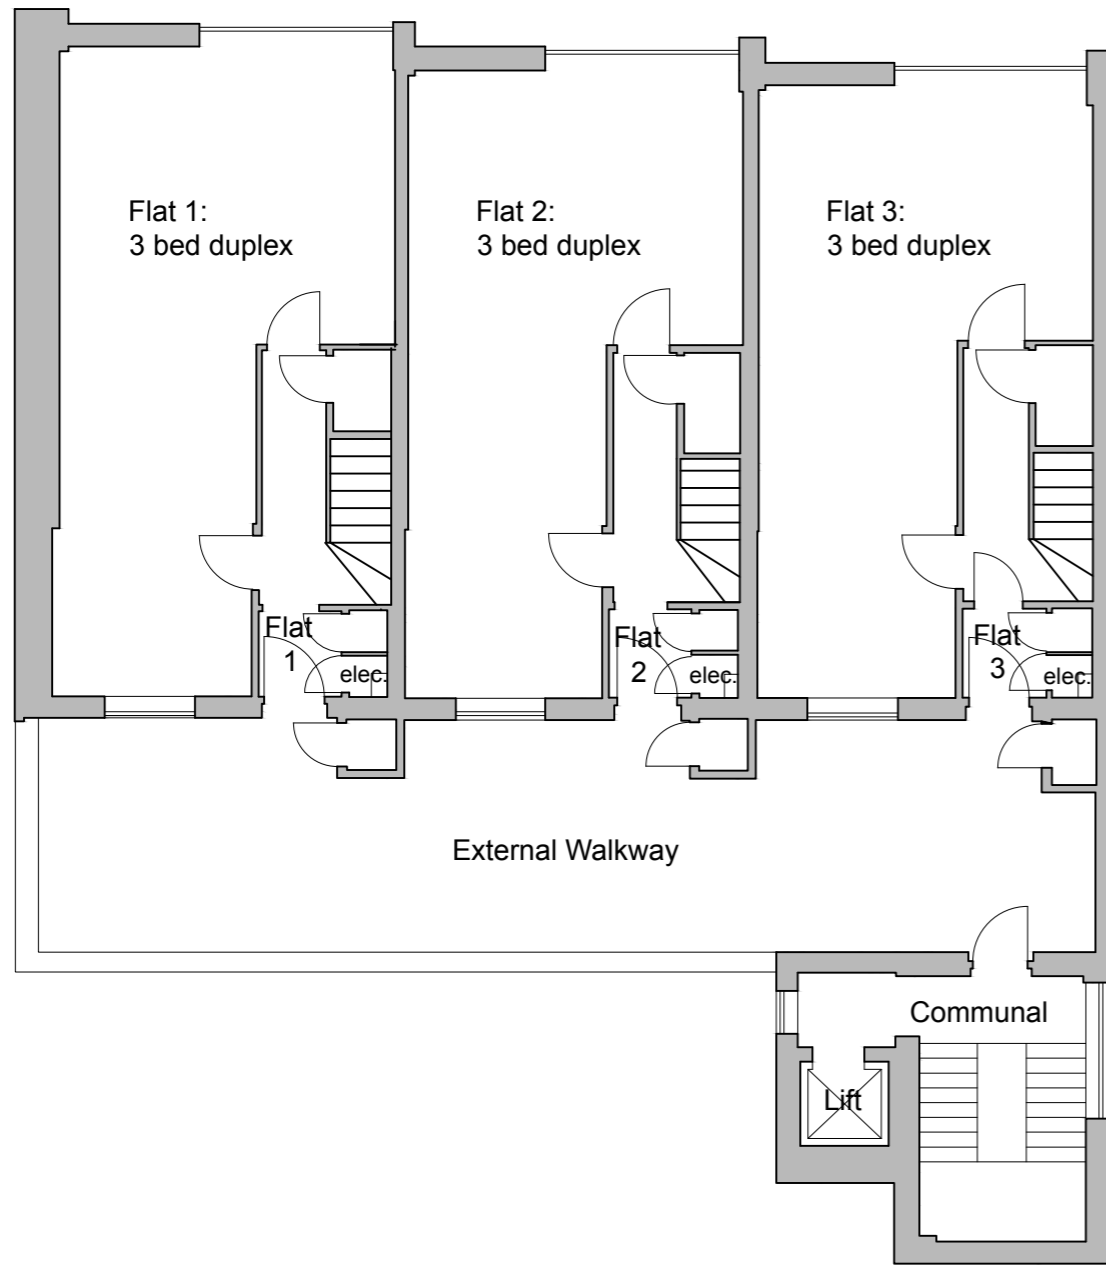 Flat 1:
3 bed duplex
Flat 2:
3 bed duplex
Flat 3:
3 bed duplex
Flat
1
elec.
Flat
2
elec.
Flat
3
elec.
External Walkway
Communal
Lift